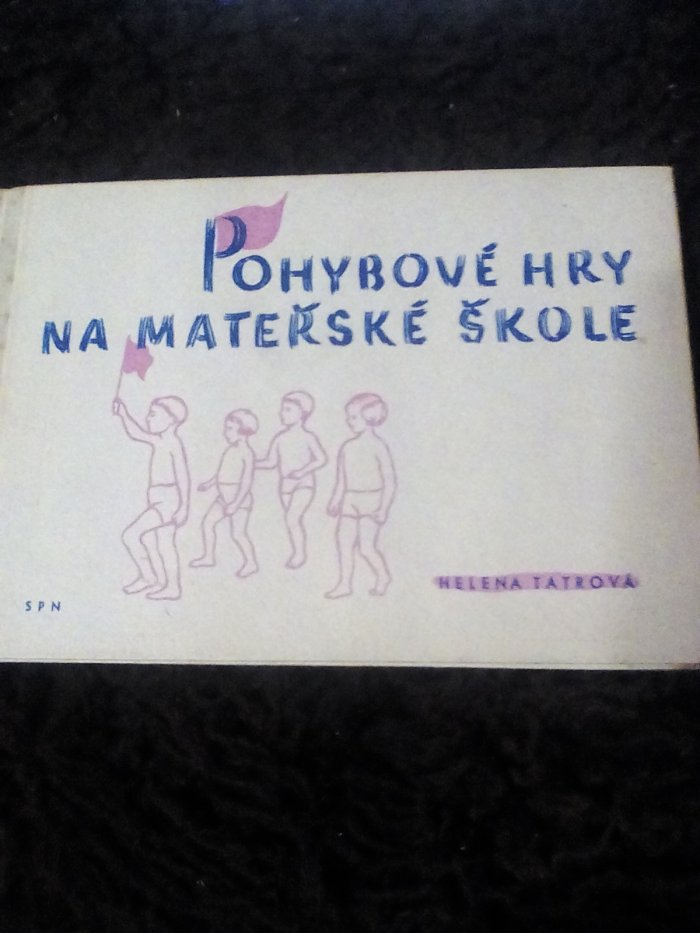 POHYBOVÉ HRY
NA MATEŘSKÉ ŠKOLE
HELENA TATROVÁ
SPN